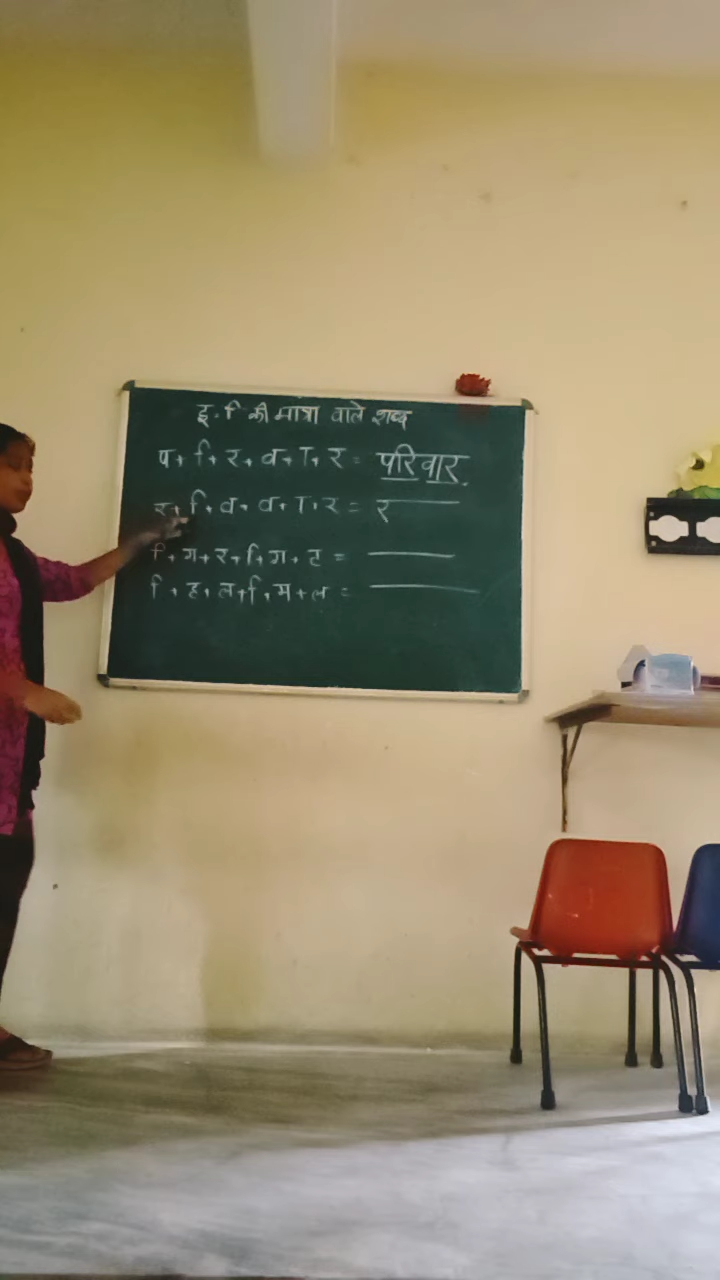 इ - ि की मात्रा वाले शब्द
प + ि + र + व + ा + र = परिवार
र + ि + व + व + ा + र = र
ि + ग + र + ि + ग + ट =
ि + ह + ल + ि + म + ल =